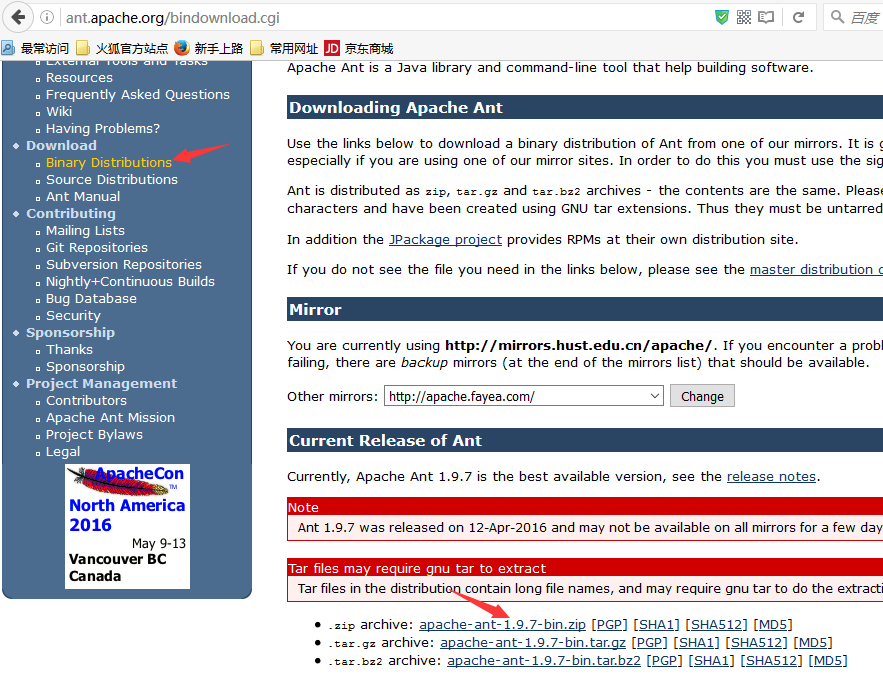 ant.apache.org/bindownload.cgi
百度
最常访问 火狐官方站点 新手上路 常用网址 JD 京东商城
External Tools and Tasks
Resources
Frequently Asked Questions
Wiki
Having Problems?
Download
Binary Distributions
Source Distributions
Ant Manual
Contributing
Mailing Lists
Git Repositories
Subversion Repositories
Nightly+Continuous Builds
Bug Database
Security
Sponsorship
Thanks
Sponsorship
Project Management
Contributors
Apache Ant Mission
Project Bylaws
Legal
ApacheCon
TM
North America
2016
May 9-13
Vancouver BC
Canada
Apache Ant is a Java library and command-line tool that help building software.
Downloading Apache Ant
Use the links below to download a binary distribution of Ant from one of our mirrors. It is
especially if you are using one of our mirror sites. In order to do this you must use the
Ant is distributed as zip, tar.gz and tar.bz2 archives - the contents are the same. Please
characters and have been created using GNU tar extensions. Thus they must be untarred
In addition the JPackage project provides RPMs at their own distribution site.
If you do not see the file you need in the links below, please see the master distribution
Mirror
You are currently using http://mirrors.hust.edu.cn/apache/. If you encounter a
failing, there are backup mirrors (at the end of the mirrors list) that should be available.
Other mirrors: http://apache.fayea.com/ Change
Current Release of Ant
Currently, Apache Ant 1.9.7 is the best available version, see the release notes.
Note
Ant 1.9.7 was released on 12-Apr-2016 and may not be available on all mirrors for a few day
Tar files may require gnu tar to extract
Tar files in the distribution contain long file names, and may require gnu tar to do the
.zip archive: apache-ant-1.9.7-bin.zip [PGP] [SHA1] [SHA512] [MD5]
.tar.gz archive: apache-ant-1.9.7-bin.tar.gz [PGP] [SHA1] [SHA512] [MD5]
.tar.bz2 archive: apache-ant-1.9.7-bin.tar.bz2 [PGP] [SHA1] [SHA512] [MD5]